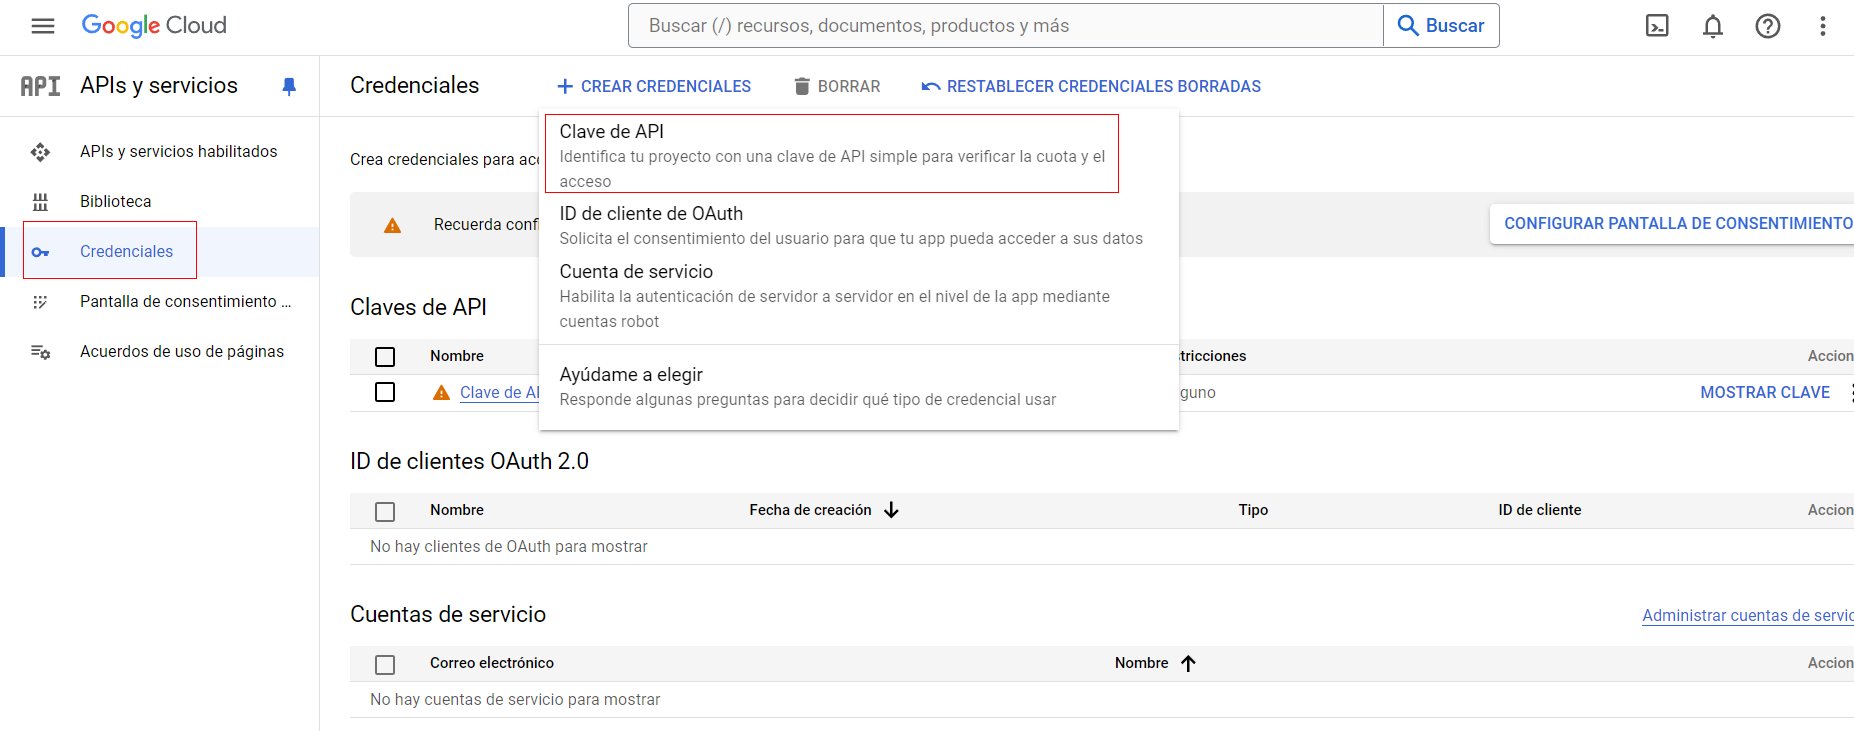 Google Cloud
Buscar (/) recursos, documentos, productos y más
Buscar
API
APIs y servicios
Credenciales
CREAR CREDENCIALES
BORRAR
RESTABLECER CREDENCIALES BORRADAS
APIs y servicios habilitados
Biblioteca
Credenciales
Pantalla de consentimiento ...
Acuerdos de uso de páginas
Crea credenciales para acc
Recuerda conf
CONFIGURAR PANTALLA DE CONSENTIMIENTO
Clave de API
Identifica tu proyecto con una clave de API simple para verificar la cuota y el
acceso
ID de cliente de OAuth
Solicita el consentimiento del usuario para que tu app pueda acceder a sus datos
Cuenta de servicio
Habilita la autenticación de servidor a servidor en el nivel de la app mediante
cuentas robot
Ayúdame a elegir
Responde algunas preguntas para decidir qué tipo de credencial usar
Claves de API
Nombre
tricciones
Accion
Clave de AP
guno
MOSTRAR CLAVE
ID de clientes OAuth 2.0
Nombre
Fecha de creación
Tipo
ID de cliente
Accion
No hay clientes de OAuth para mostrar
Cuentas de servicio
Administrar cuentas de servic
Correo electrónico
Nombre
Accion
No hay cuentas de servicio para mostrar